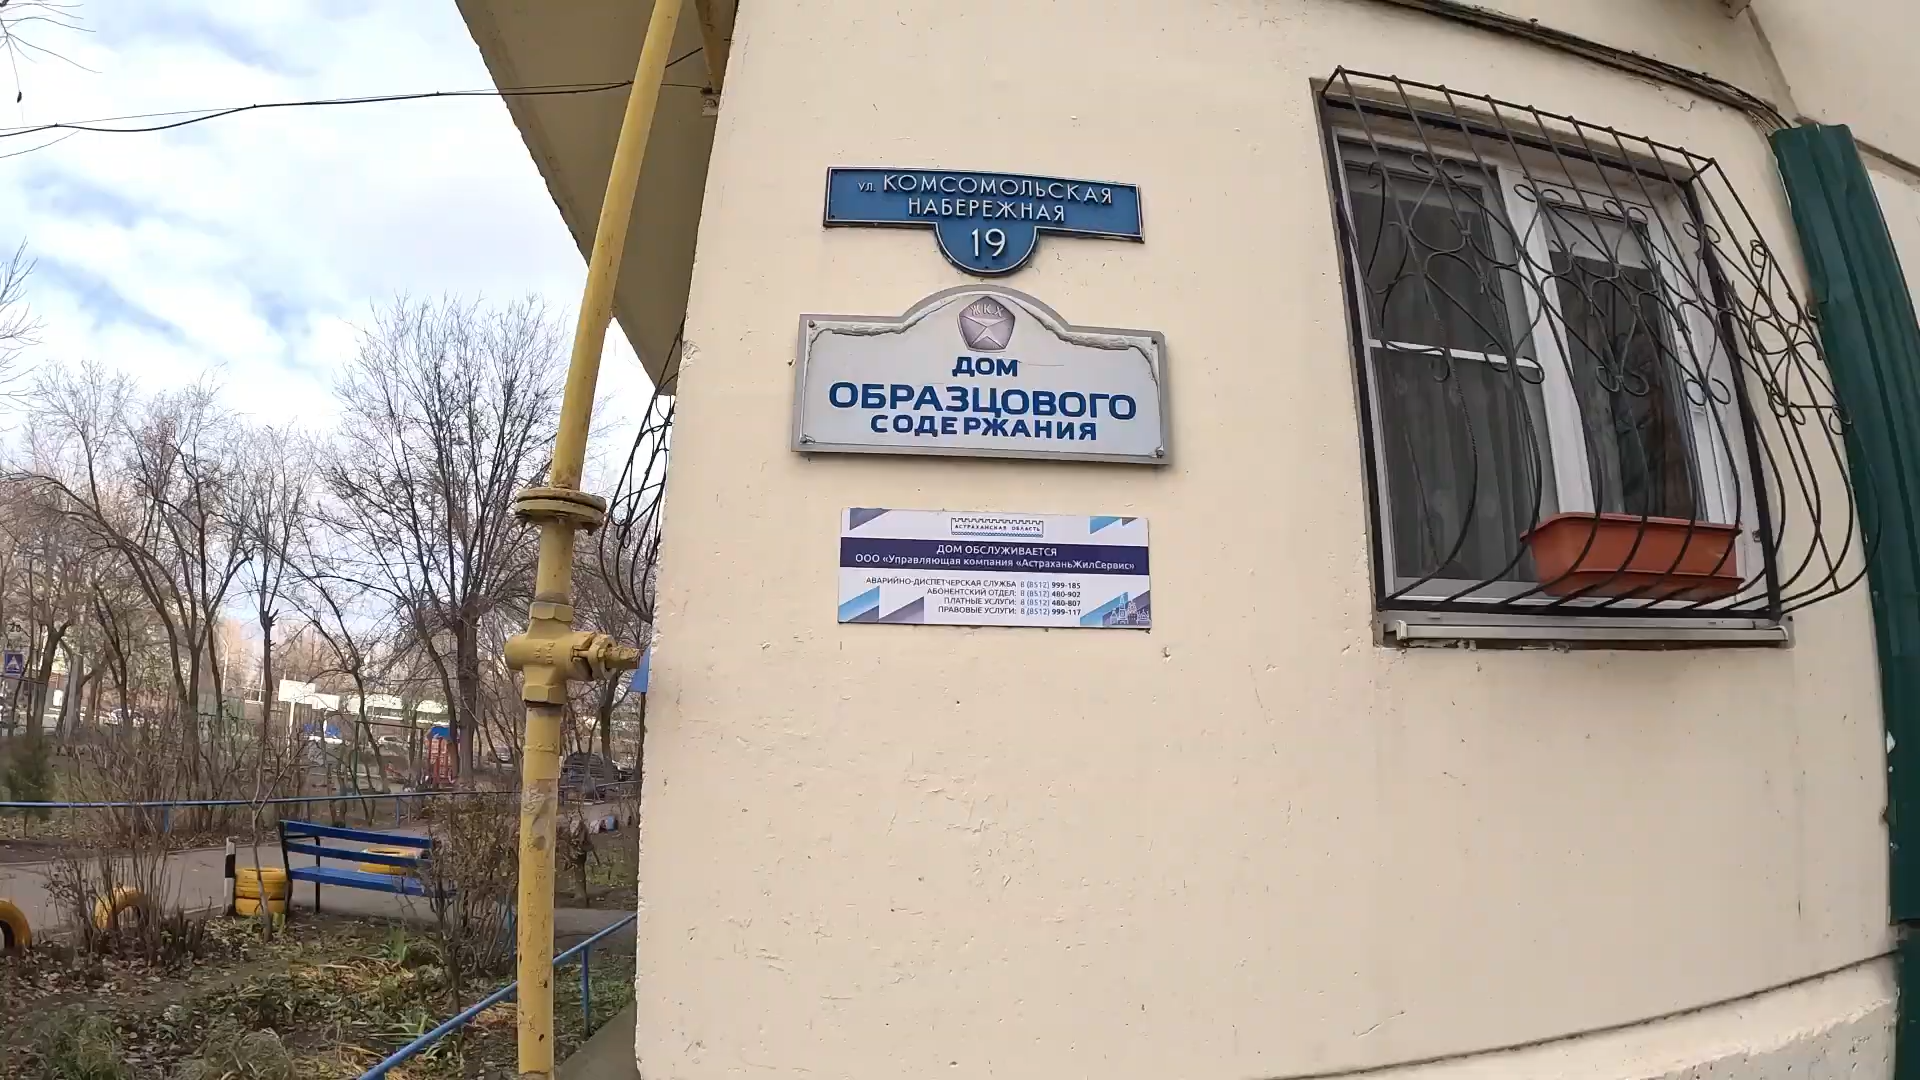 УЛ. КОМСОМОЛЬСКАЯ
НАБЕРЕЖНАЯ
19
ЖКХ
ДОМ
ОБРАЗЦОВОГО
СОДЕРЖАНИЯ
АСТРАХАНСКАЯ ОБЛАСТЬ
ДОМ ОБСЛУЖИВАЕТСЯ
ООО «Управляющая компания «АстраханьЖилСервис»
АВАРИЙНО-ДИСПЕТЧЕРСКАЯ СЛУЖБА 8 (8512) 999-185
АБОНЕНТСКИЙ ОТДЕЛ: 8 (8512) 480-902
ПЛАТНЫЕ УСЛУГИ: 8 (8512) 480-807
ПРАВОВЫЕ УСЛУГИ: 8 (8512) 999-117